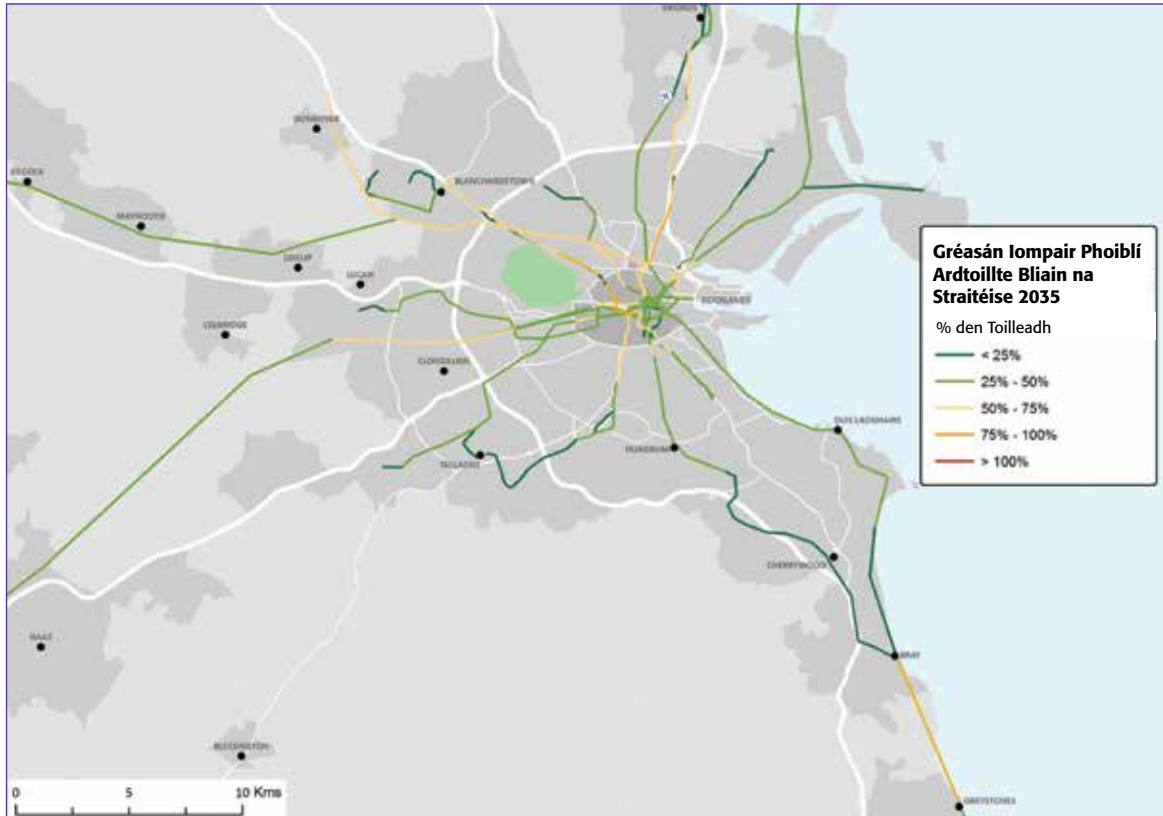 SWORDS
DUNBOYNE
KILCOCK
BLANCHARDSTOWN
MAYNOOTH
LEIXLIP
LUCAN
DOCKLANDS
CELBRIDGE
CLONDALKIN
DUN LAOGHAIRE
DUNDRUM
TALLAGHT
CHERRYWOOD
NAAS
BRAY
BLESSINGTON
GREYSTONES
Gréasán Iompair Phoiblí
Ardtoillte Bliain na
Straitéise 2035
% den Toilleadh
< 25%
25% - 50%
50% - 75%
75% - 100%
> 100%
0 5 10 Kms